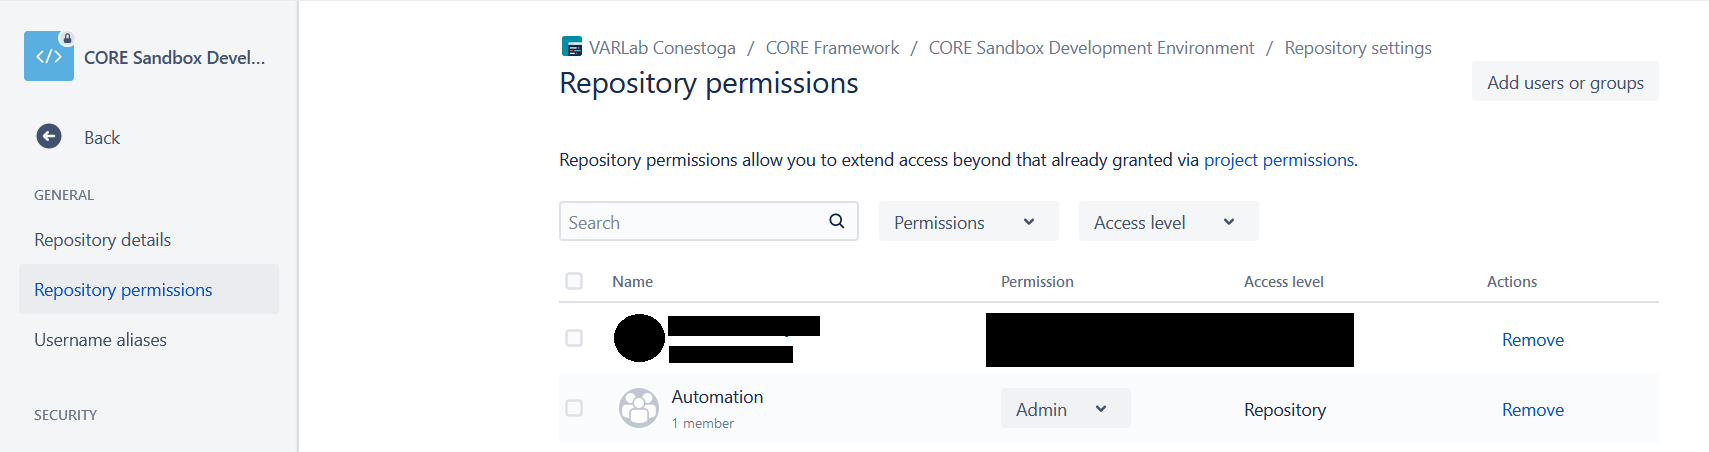 CORE Sandbox Devel...
Back
GENERAL
Repository details
Repository permissions
Username aliases
SECURITY
VARLab Conestoga / CORE Framework / CORE Sandbox Development Environment / Repository settings
Repository permissions
Add users or groups
Repository permissions allow you to extend access beyond that already granted via project permissions.
Search
Permissions
Access level
Name Permission Access level Actions
Remove
Automation
1 member
Admin
Repository
Remove